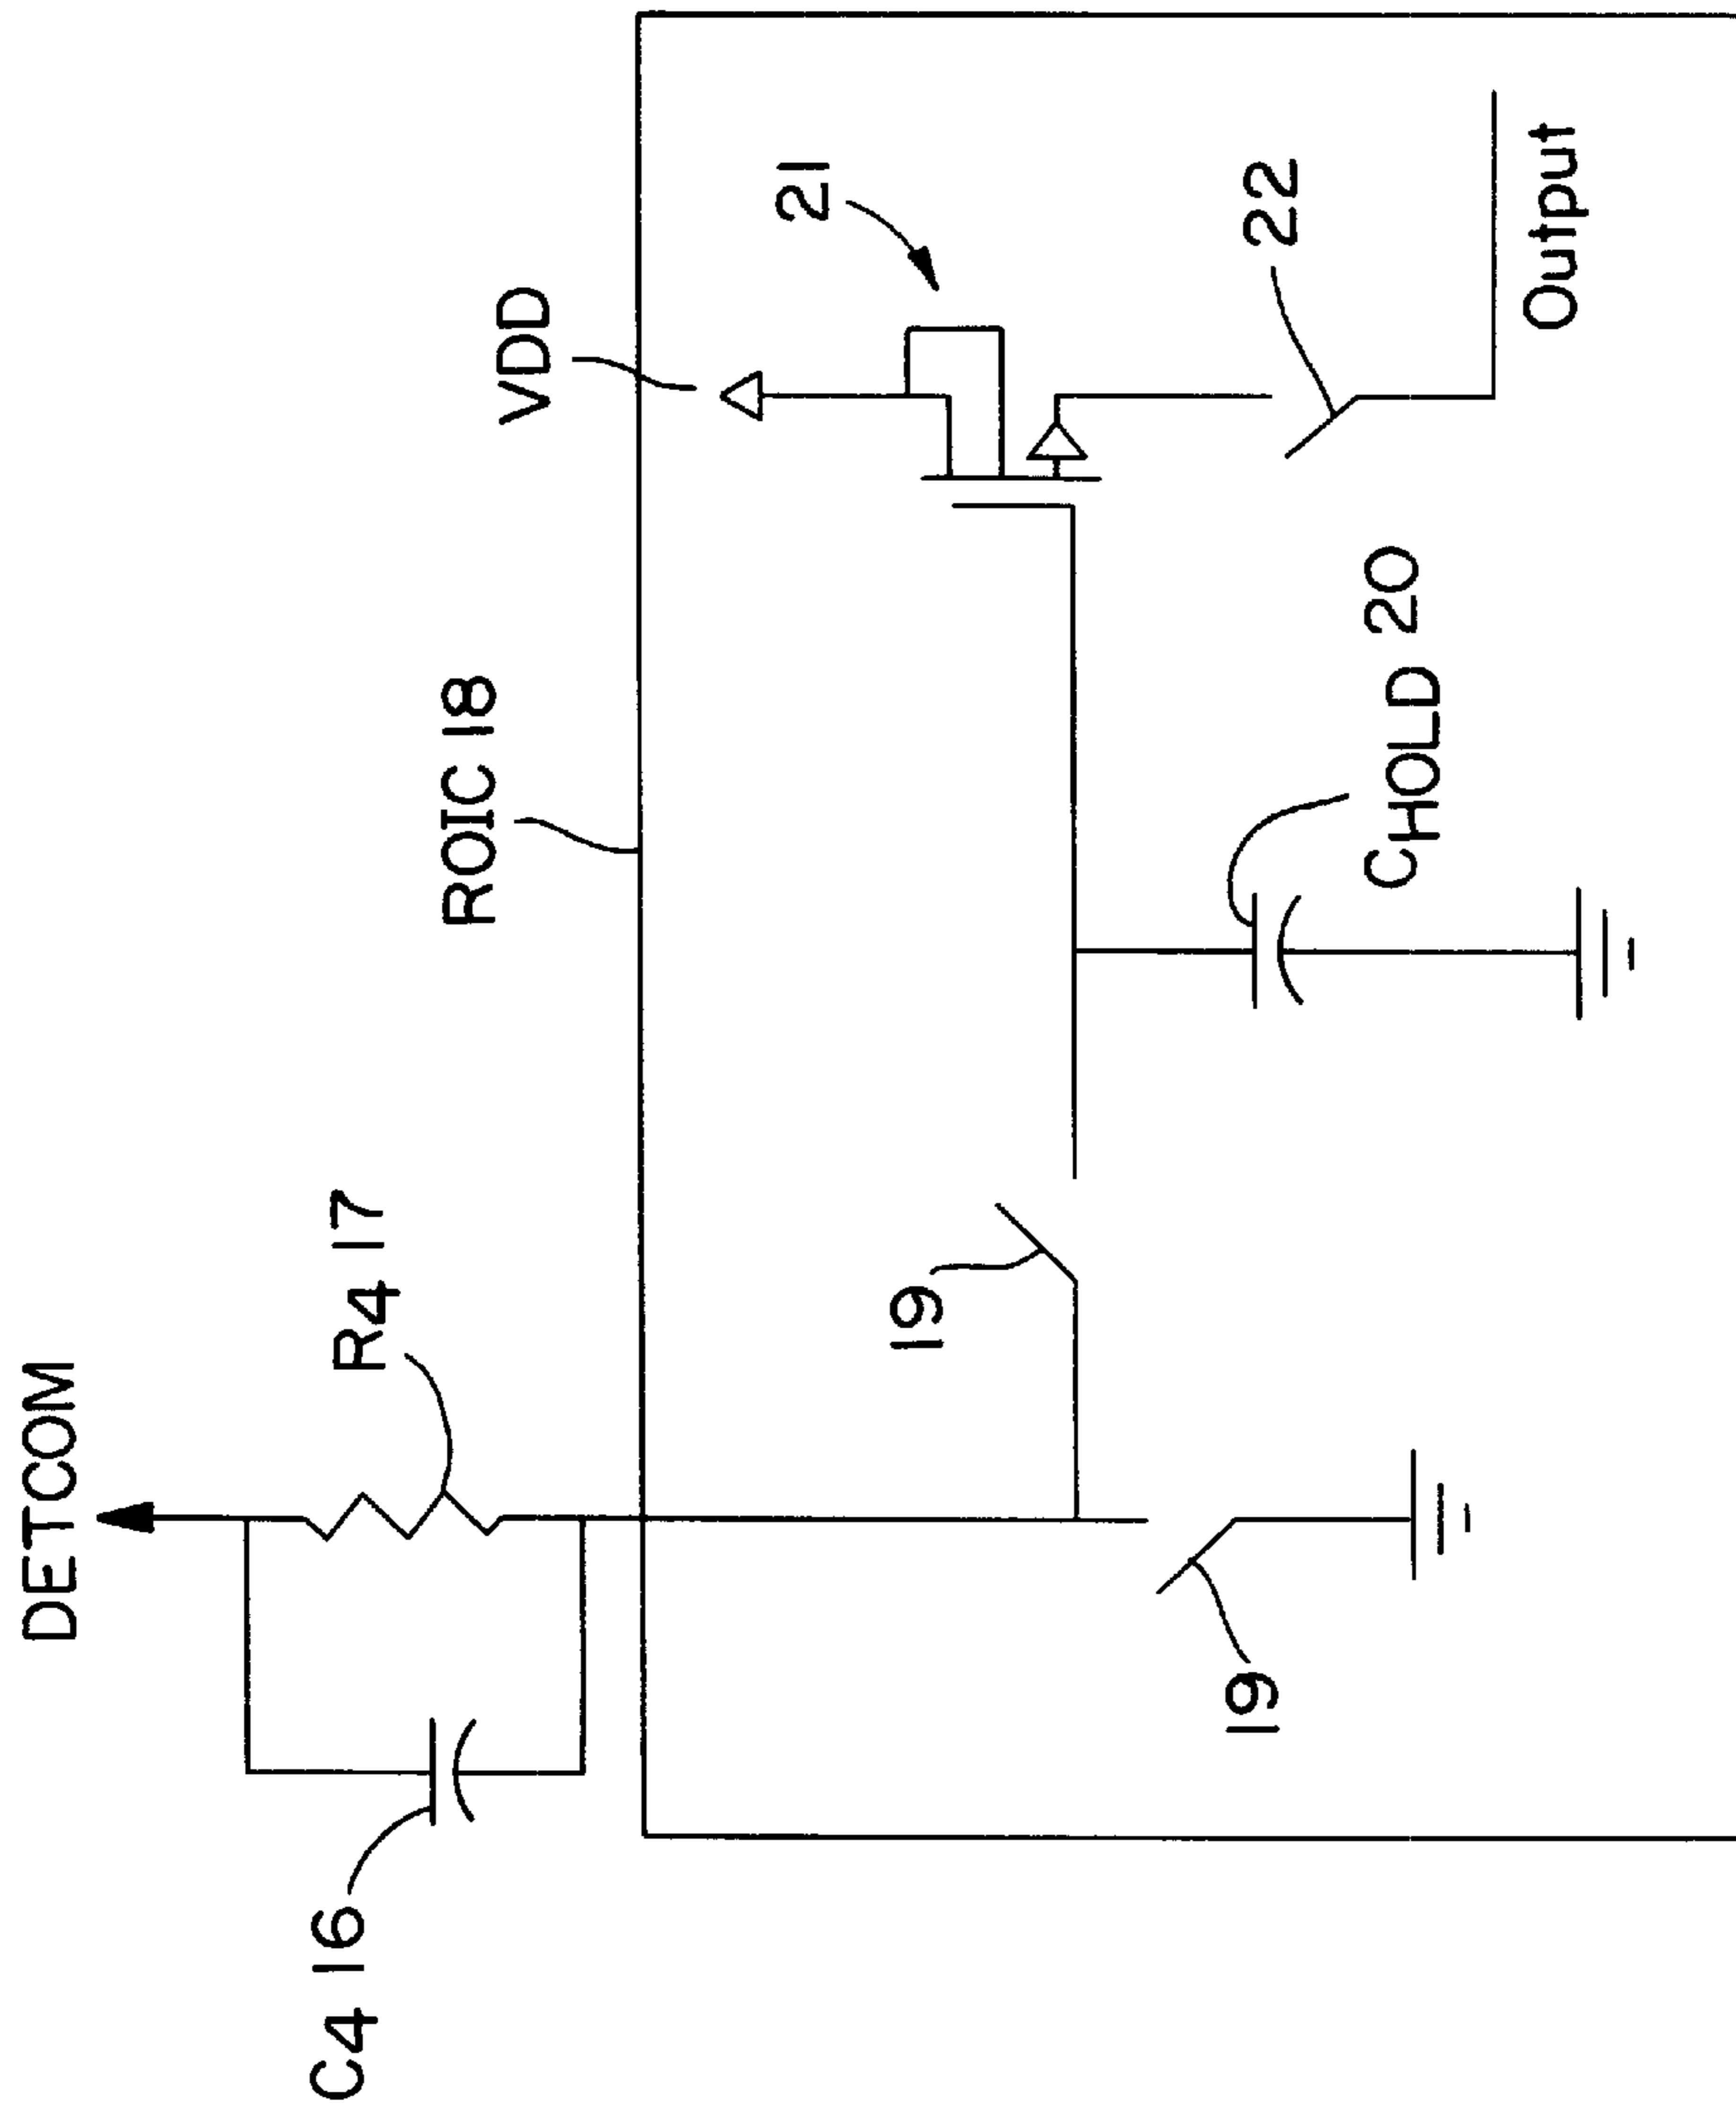 DETCOM
C4 16
R4 17
ROIC 18
VDD
21
19
19
CHOLD 20
22
Output